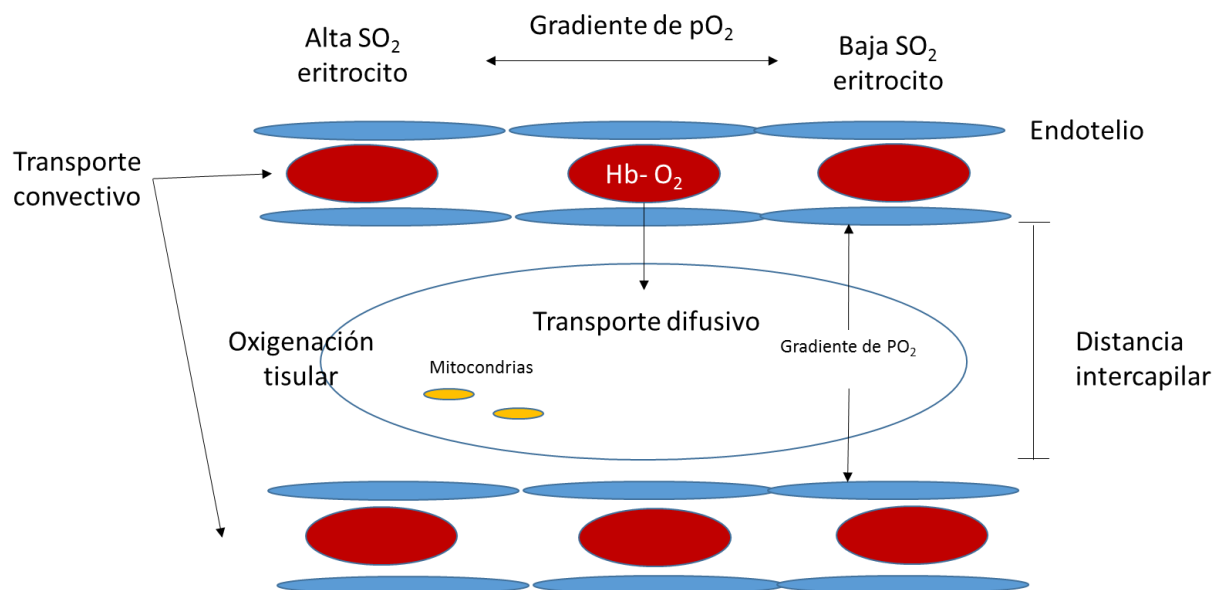 Gradiente de pO₂
Alta SO₂
eritrocito
Baja SO₂
eritrocito
Endotelio
Transporte
convectivo
Hb- O₂
Transporte difusivo
Oxigenación
tisular
Gradiente de PO₂
Mitocondrias
Distancia
intercapilar